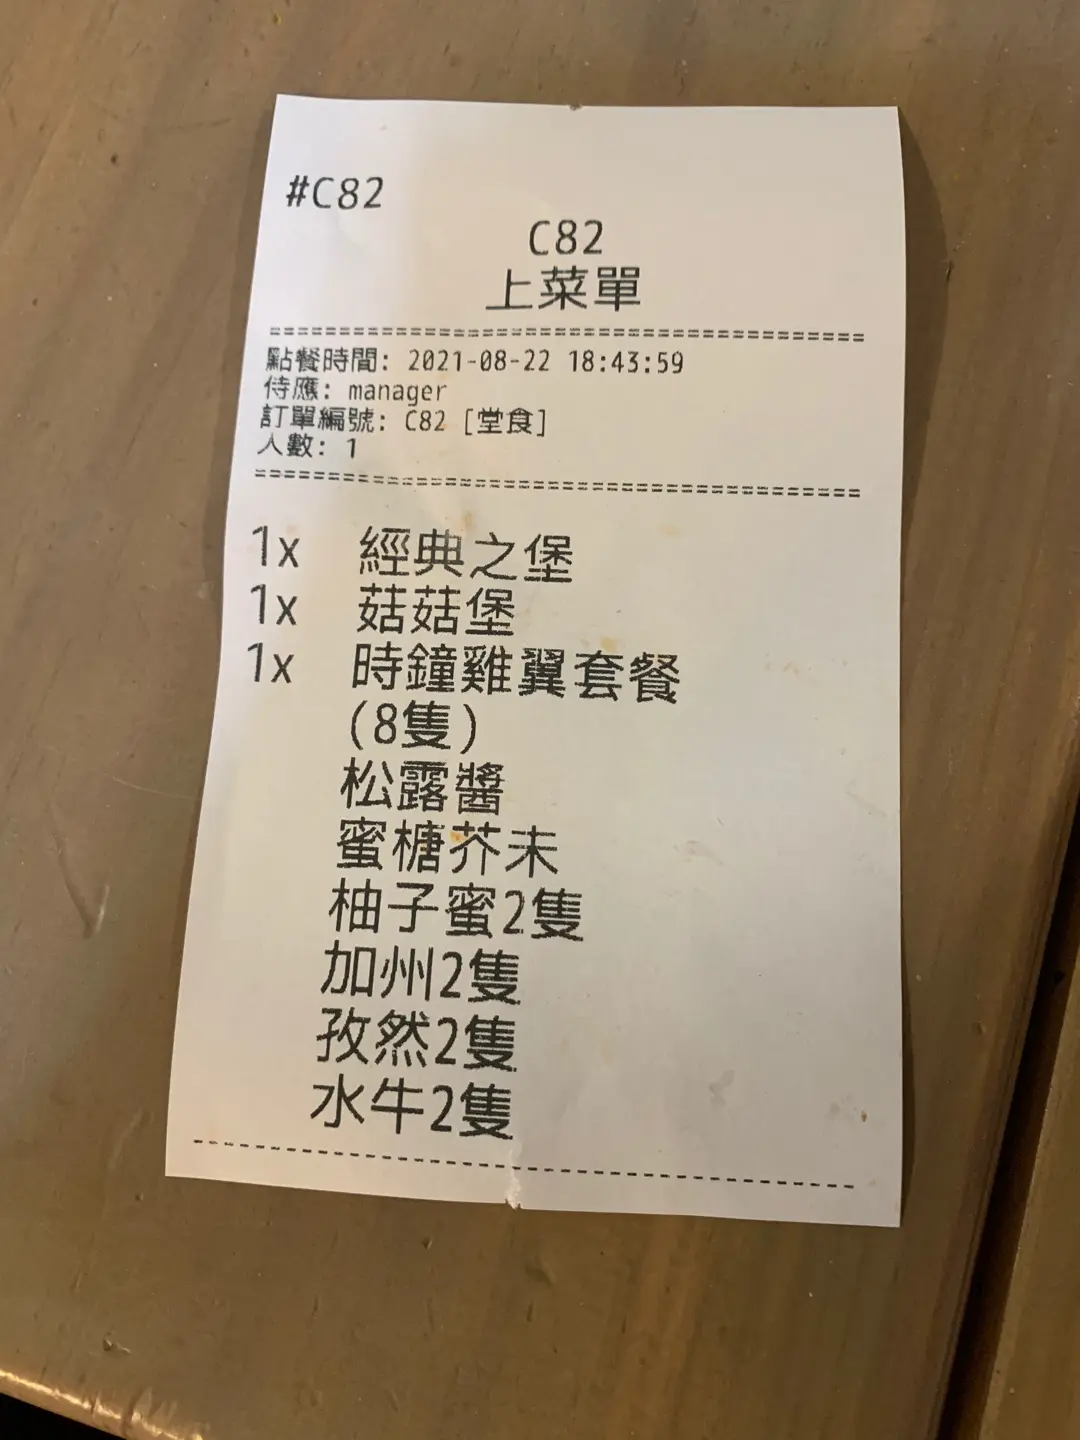 #C82
C82
上菜單
==========================================
點餐時間: 2021-08-22 18:43:59
侍應: manager
訂單編號: C82 [堂食]
人數: 1
==========================================
1x 經典之堡
1x 菇菇堡
1x 時鐘雞翼套餐
(8隻)
松露醬
蜜糖芥未
柚子蜜2隻
加州2隻
孜然2隻
水牛2隻
------------------------------------------